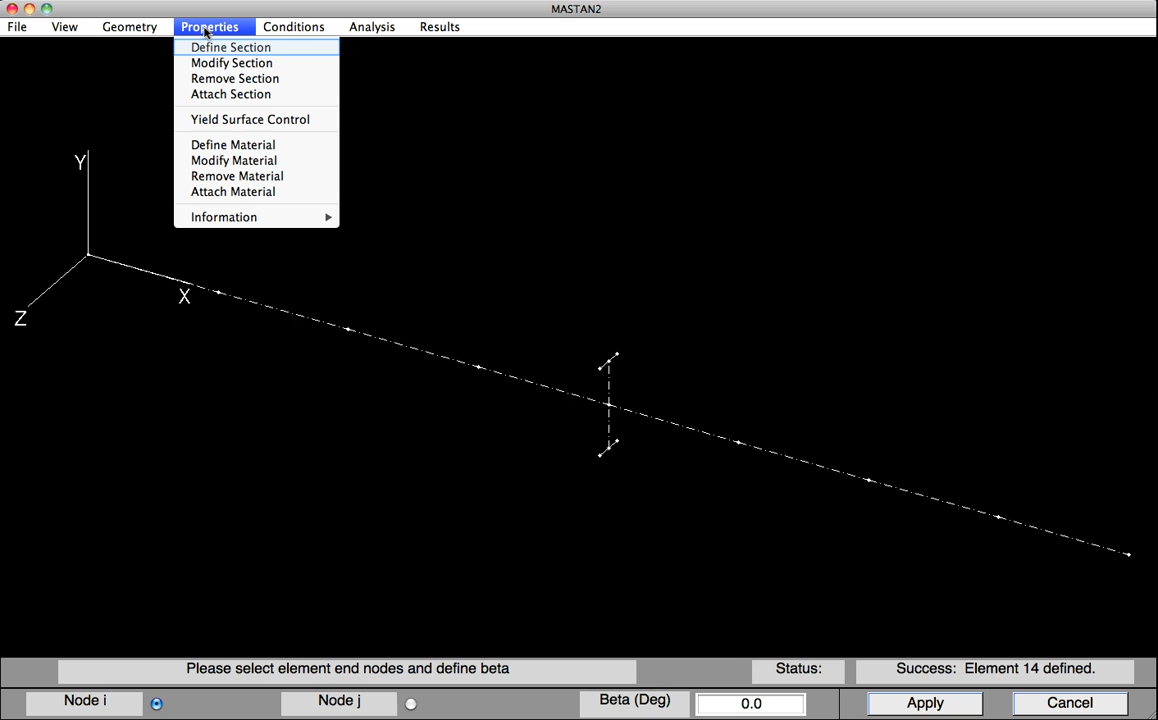 MASTAN2
File View Geometry Properties Conditions Analysis Results
Define Section
Modify Section
Remove Section
Attach Section
Yield Surface Control
Define Material
Modify Material
Remove Material
Attach Material
Information
Y
X
Z
Please select element end nodes and define beta Status: Success: Element 14 defined.
Node i Node j Beta (Deg) 0.0 Apply Cancel